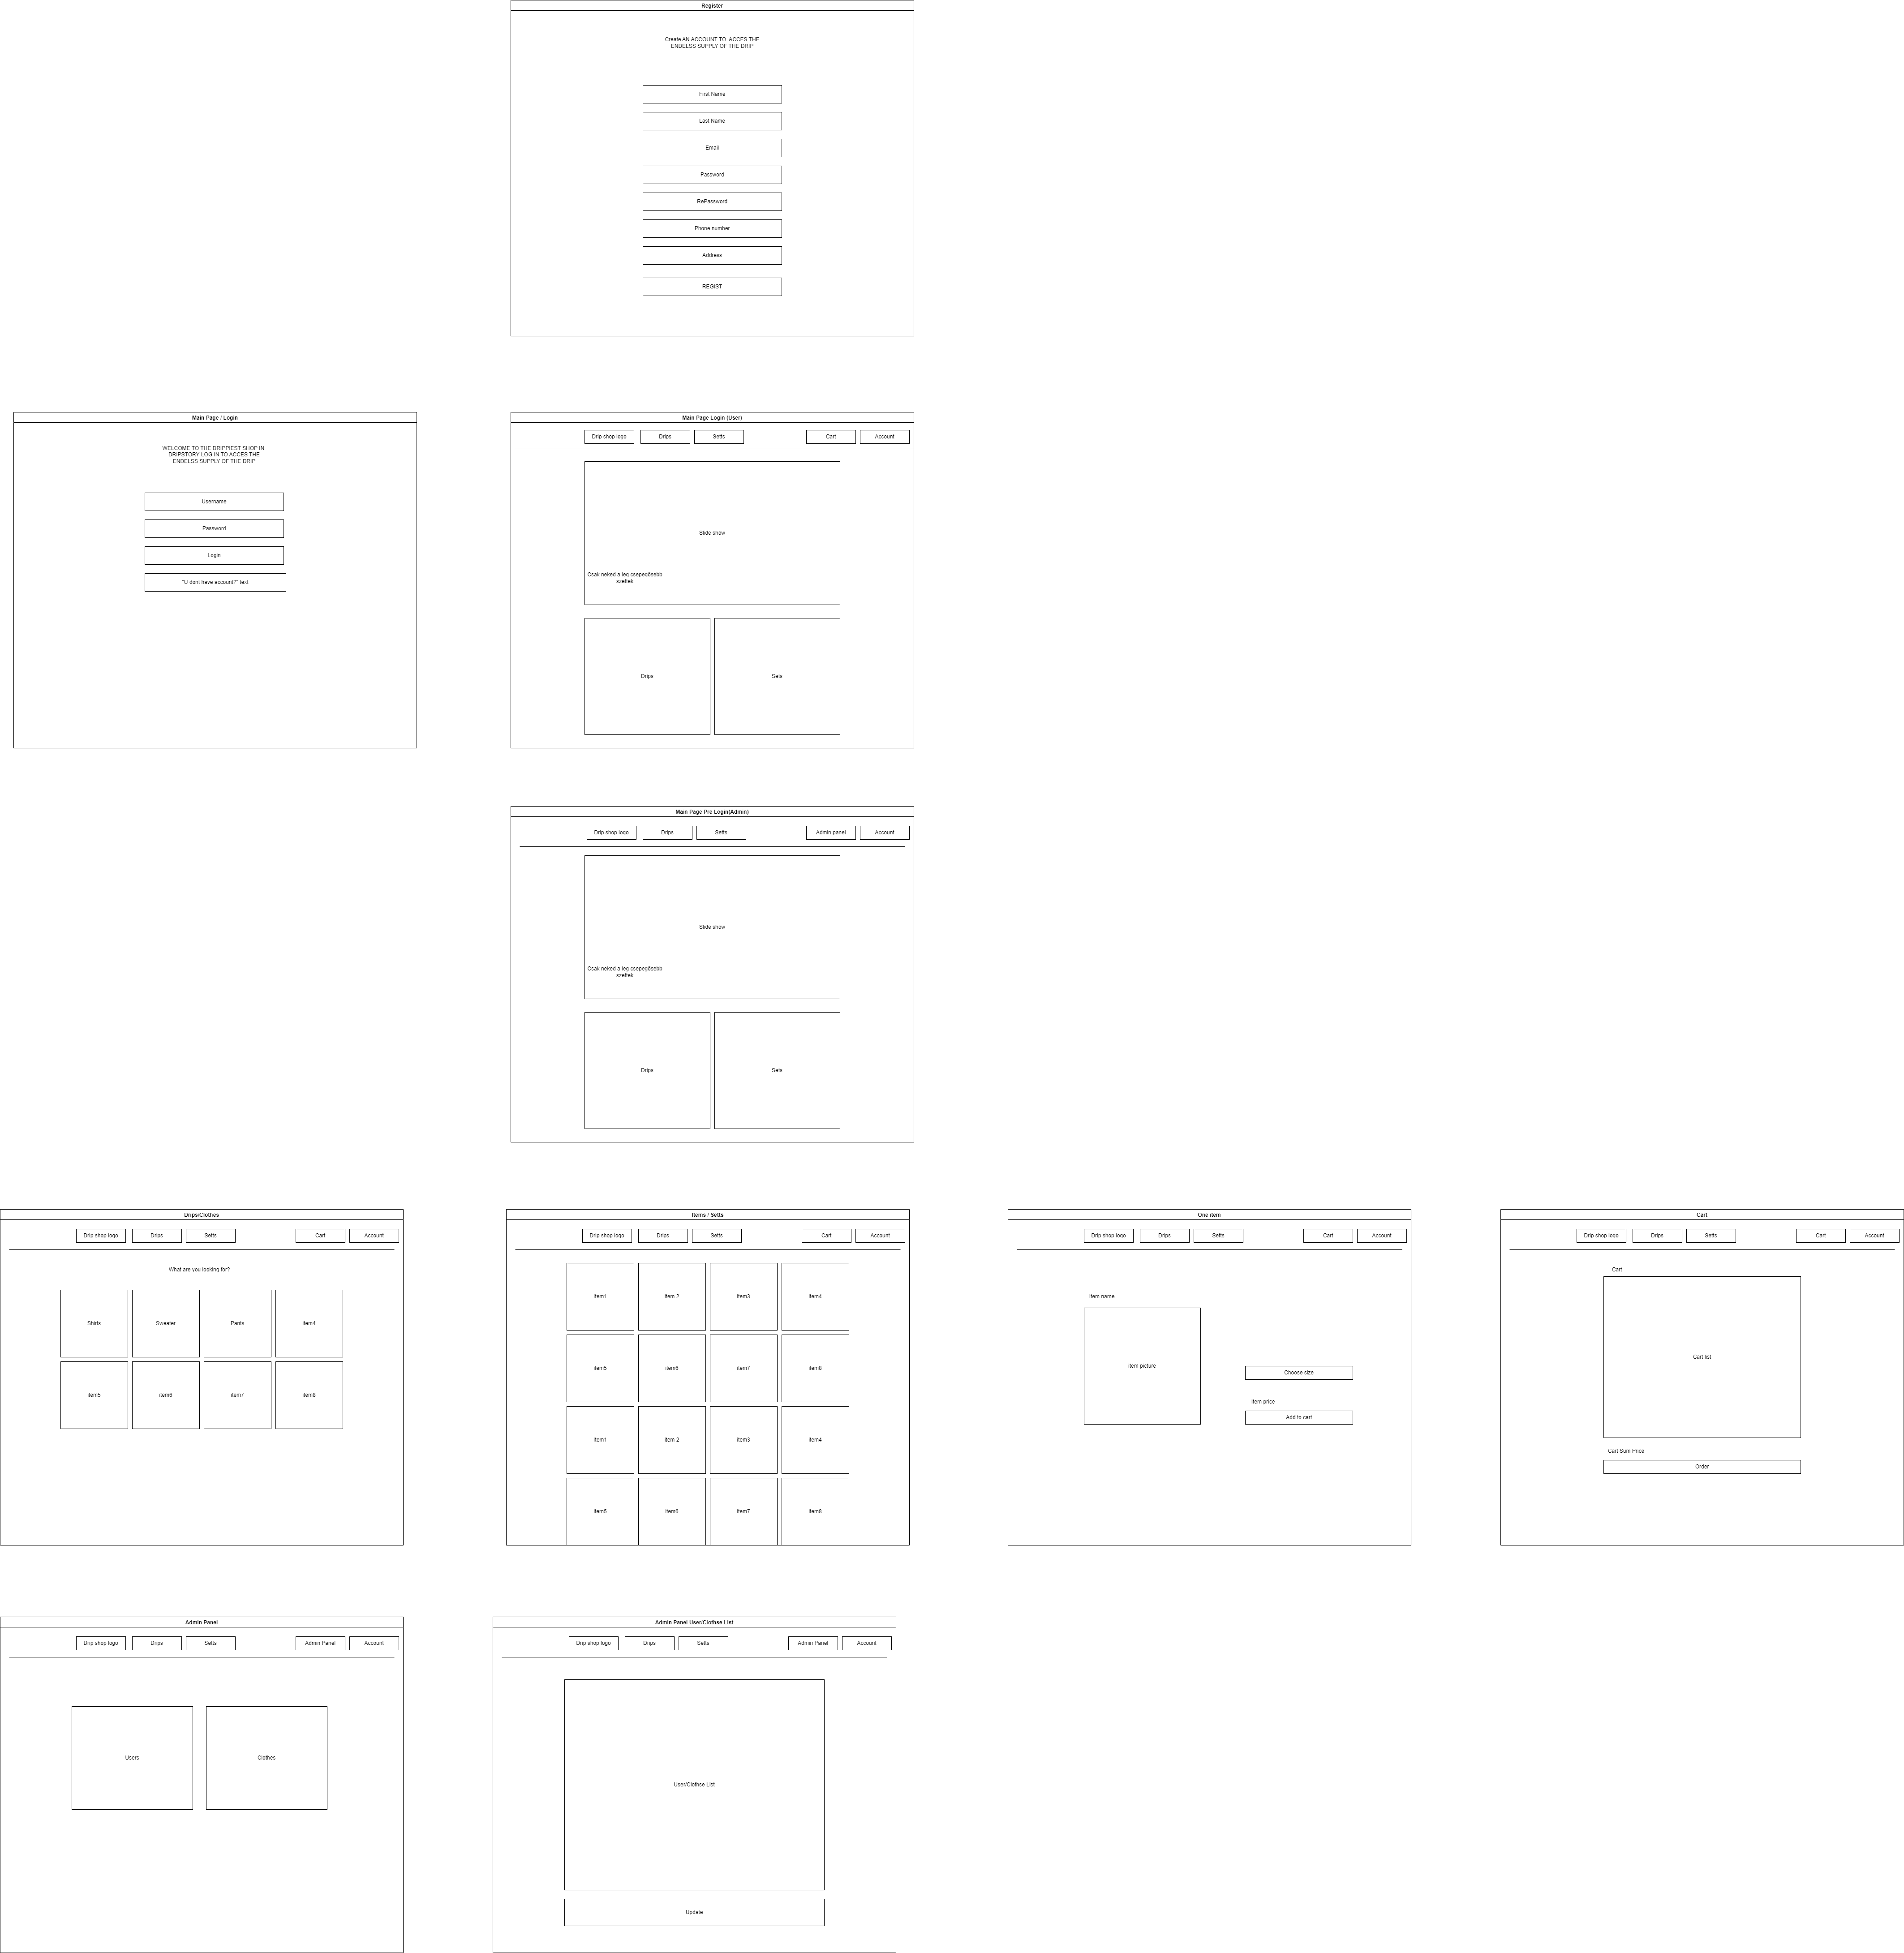 Register
Create AN ACCOUNT TO  ACCES THE
ENDELSS SUPPLY OF THE DRIP
First Name
Last Name
Email
Password
RePassword
Phone number
Address
REGIST
Main Page / Login
WELCOME TO THE DRIPPIEST SHOP IN
DRIPSTORY LOG IN TO ACCES THE
ENDELSS SUPPLY OF THE DRIP
Username
Password
Login
"U dont have account?" text
Main Page Login (User)
Drip shop logo
Drips
Setts
Cart
Account
Slide show
Csak neked a leg csepegősebb
szettek
Drips
Sets
Main Page Pre Login(Admin)
Drip shop logo
Drips
Setts
Admin panel
Account
Slide show
Csak neked a leg csepegősebb
szettek
Drips
Sets
Drips/Clothes
Drip shop logo
Drips
Setts
Cart
Account
What are you looking for?
Shirts
Sweater
Pants
item4
item5
item6
item7
item8
Items / Setts
Drip shop logo
Drips
Setts
Cart
Account
Item1
item 2
item3
item4
item5
item6
item7
item8
Item1
item 2
item3
item4
item5
item6
item7
item8
One item
Drip shop logo
Drips
Setts
Cart
Account
Item name
item picture
Choose size
Item price
Add to cart
Cart
Drip shop logo
Drips
Setts
Cart
Account
Cart
Cart list
Cart Sum Price
Order
Admin Panel
Drip shop logo
Drips
Setts
Admin Panel
Account
Users
Clothes
Admin Panel User/Clothse List
Drip shop logo
Drips
Setts
Admin Panel
Account
User/Clothse List
Update